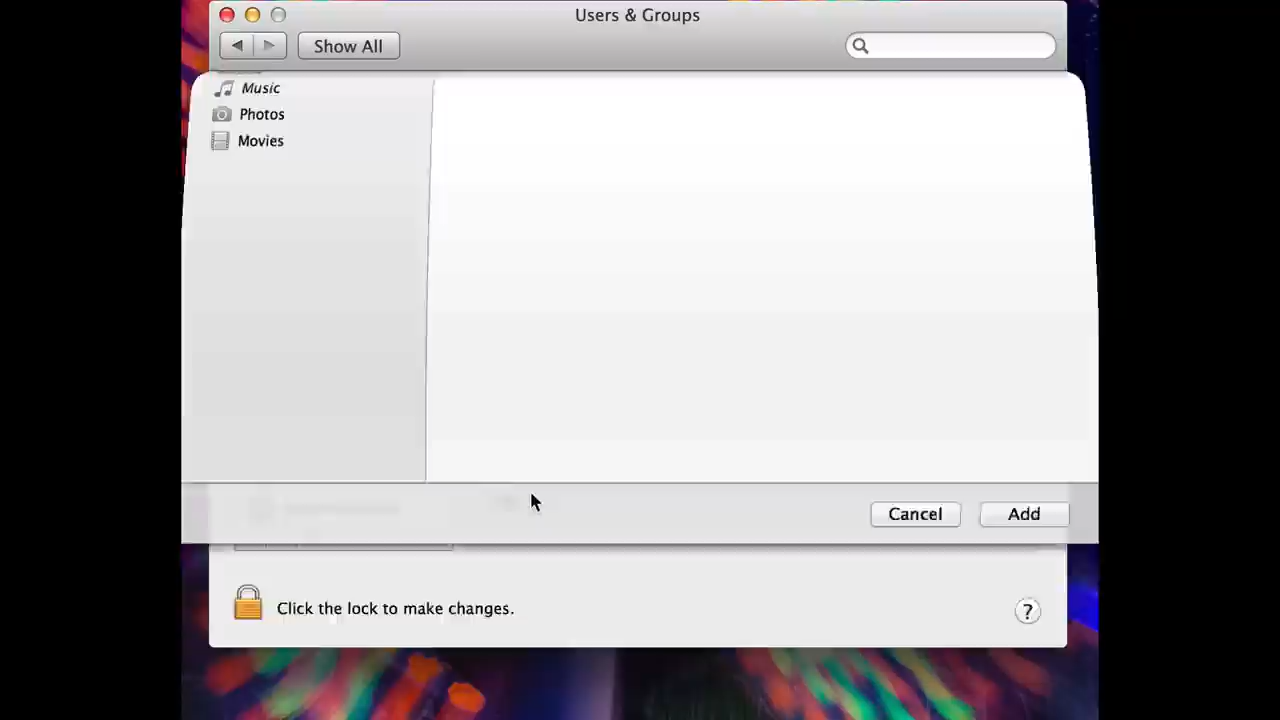 Users & Groups
Show All
Music
Photos
Movies
Cancel
Add
Click the lock to make changes.
?